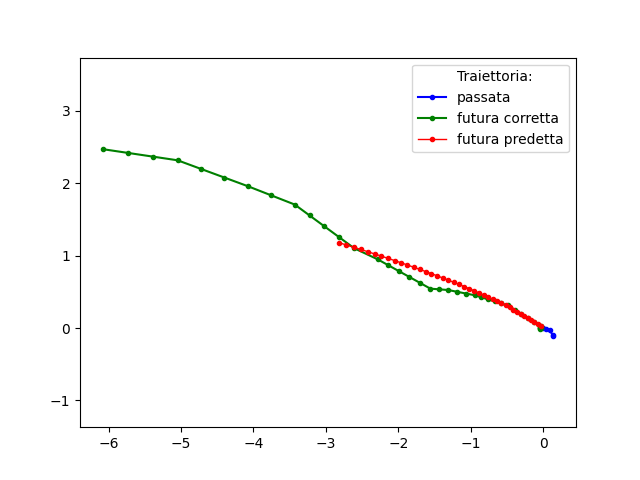 Traiettoria:
passata
futura corretta
futura predetta
3
2
1
0
−1
−6 −5 −4 −3 −2 −1 0